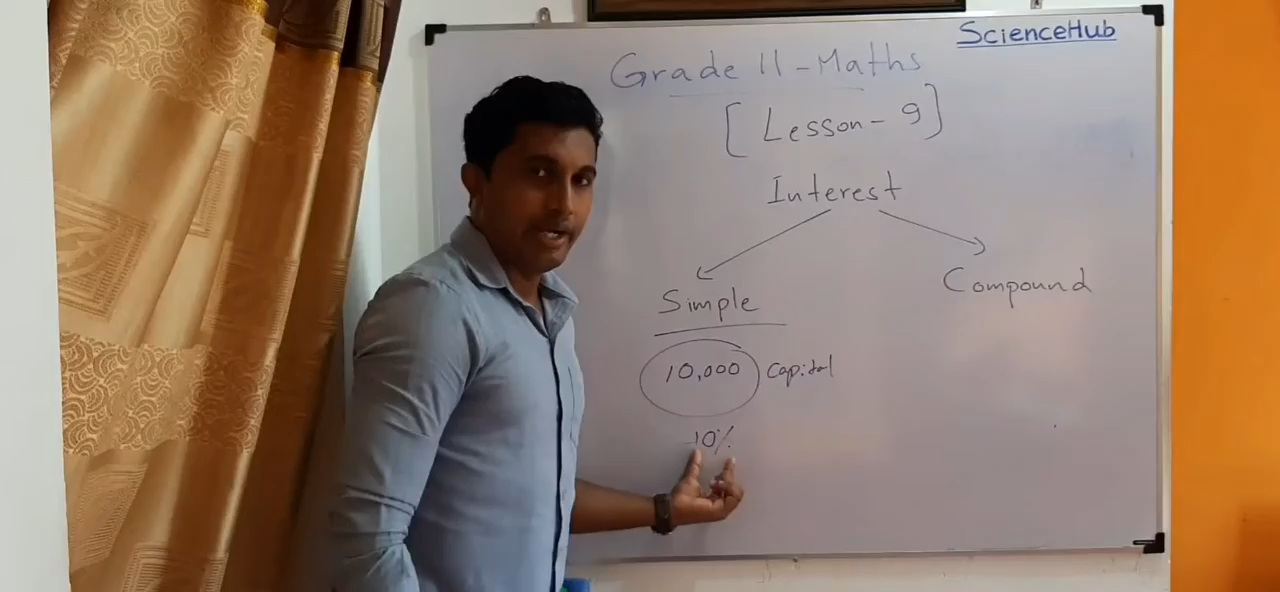 ScienceHub
Grade 11 - Maths
[Lesson - 9]
Interest
Simple
Compound
10,000 Capital
10%